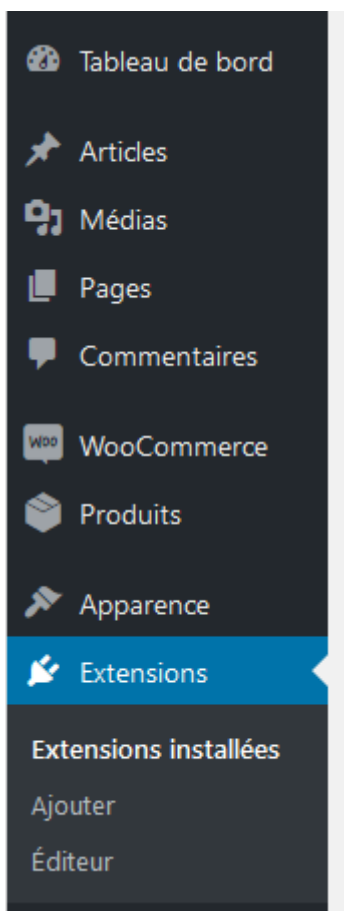 Tableau de bord
Articles
Médias
Pages
Commentaires
Woo WooCommerce
Produits
Apparence
Extensions
Extensions installées
Ajouter
Éditeur